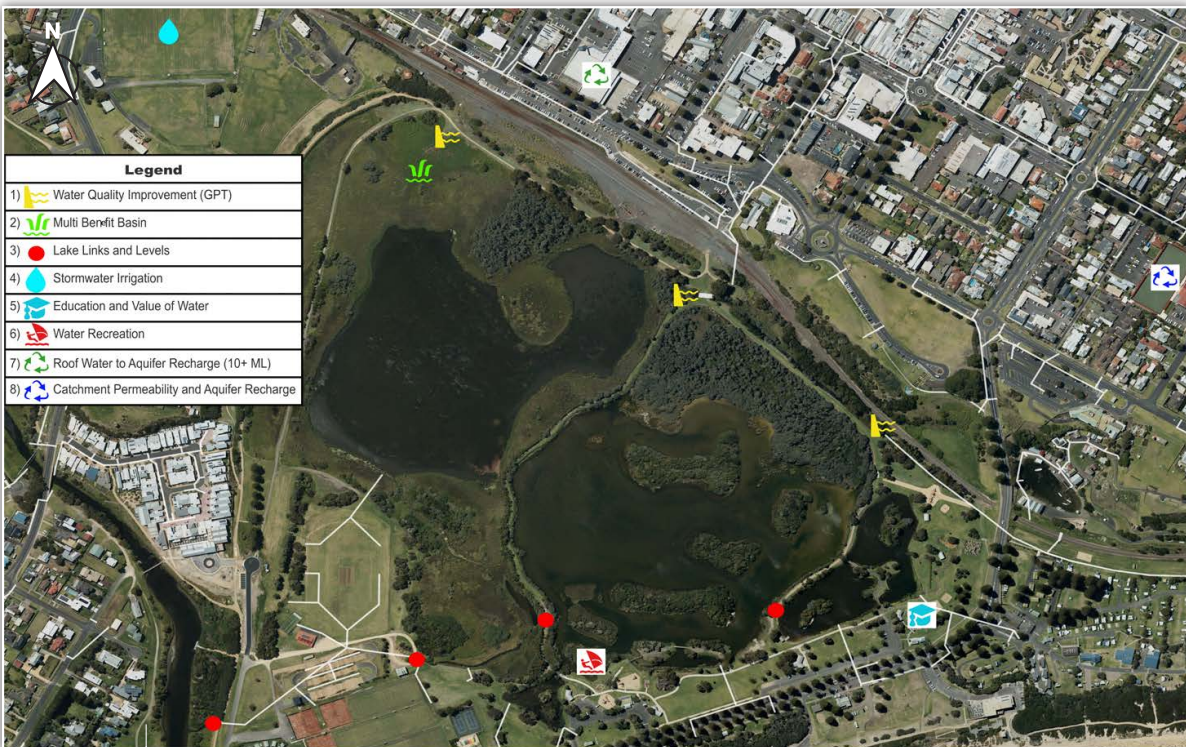 N
Legend
1) Water Quality Improvement (GPT)
2) Multi Benefit Basin
3) Lake Links and Levels
4) Stormwater Irrigation
5) Education and Value of Water
6) Water Recreation
7) Roof Water to Aquifer Recharge (10+ ML)
8) Catchment Permeability and Aquifer Recharge